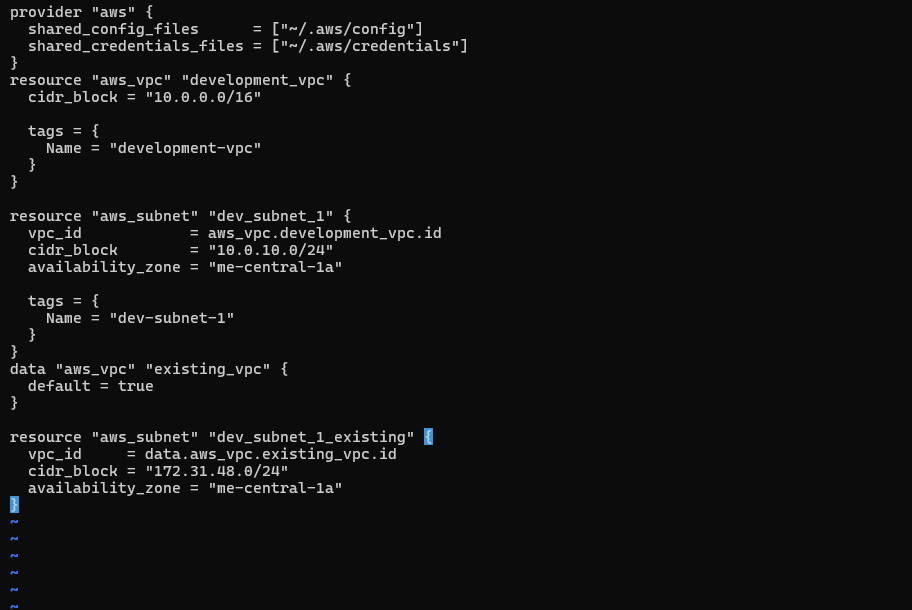 provider "aws" {
  shared_config_files      = ["~/.aws/config"]
  shared_credentials_files = ["~/.aws/credentials"]
}
resource "aws_vpc" "development_vpc" {
  cidr_block = "10.0.0.0/16"

  tags = {
    Name = "development-vpc"
  }
}

resource "aws_subnet" "dev_subnet_1" {
  vpc_id            = aws_vpc.development_vpc.id
  cidr_block        = "10.0.10.0/24"
  availability_zone = "me-central-1a"

  tags = {
    Name = "dev-subnet-1"
  }
}
data "aws_vpc" "existing_vpc" {
  default = true
}

resource "aws_subnet" "dev_subnet_1_existing" {
  vpc_id     = data.aws_vpc.existing_vpc.id
  cidr_block = "172.31.48.0/24"
  availability_zone = "me-central-1a"
}
~
~
~
~
~
~